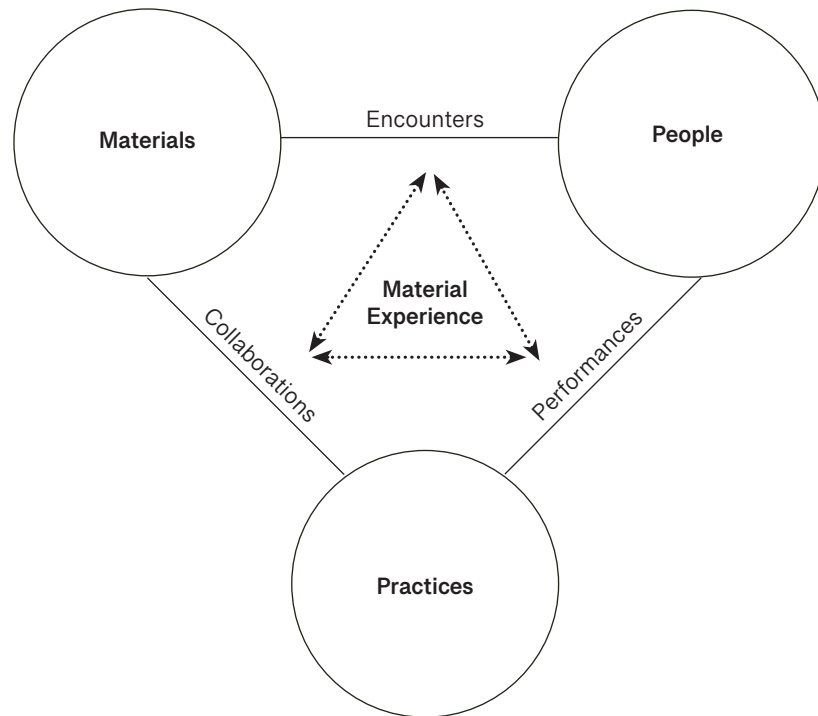 Encounters
Materials
People
Material
Experience
Collaborations
Performances
Practices